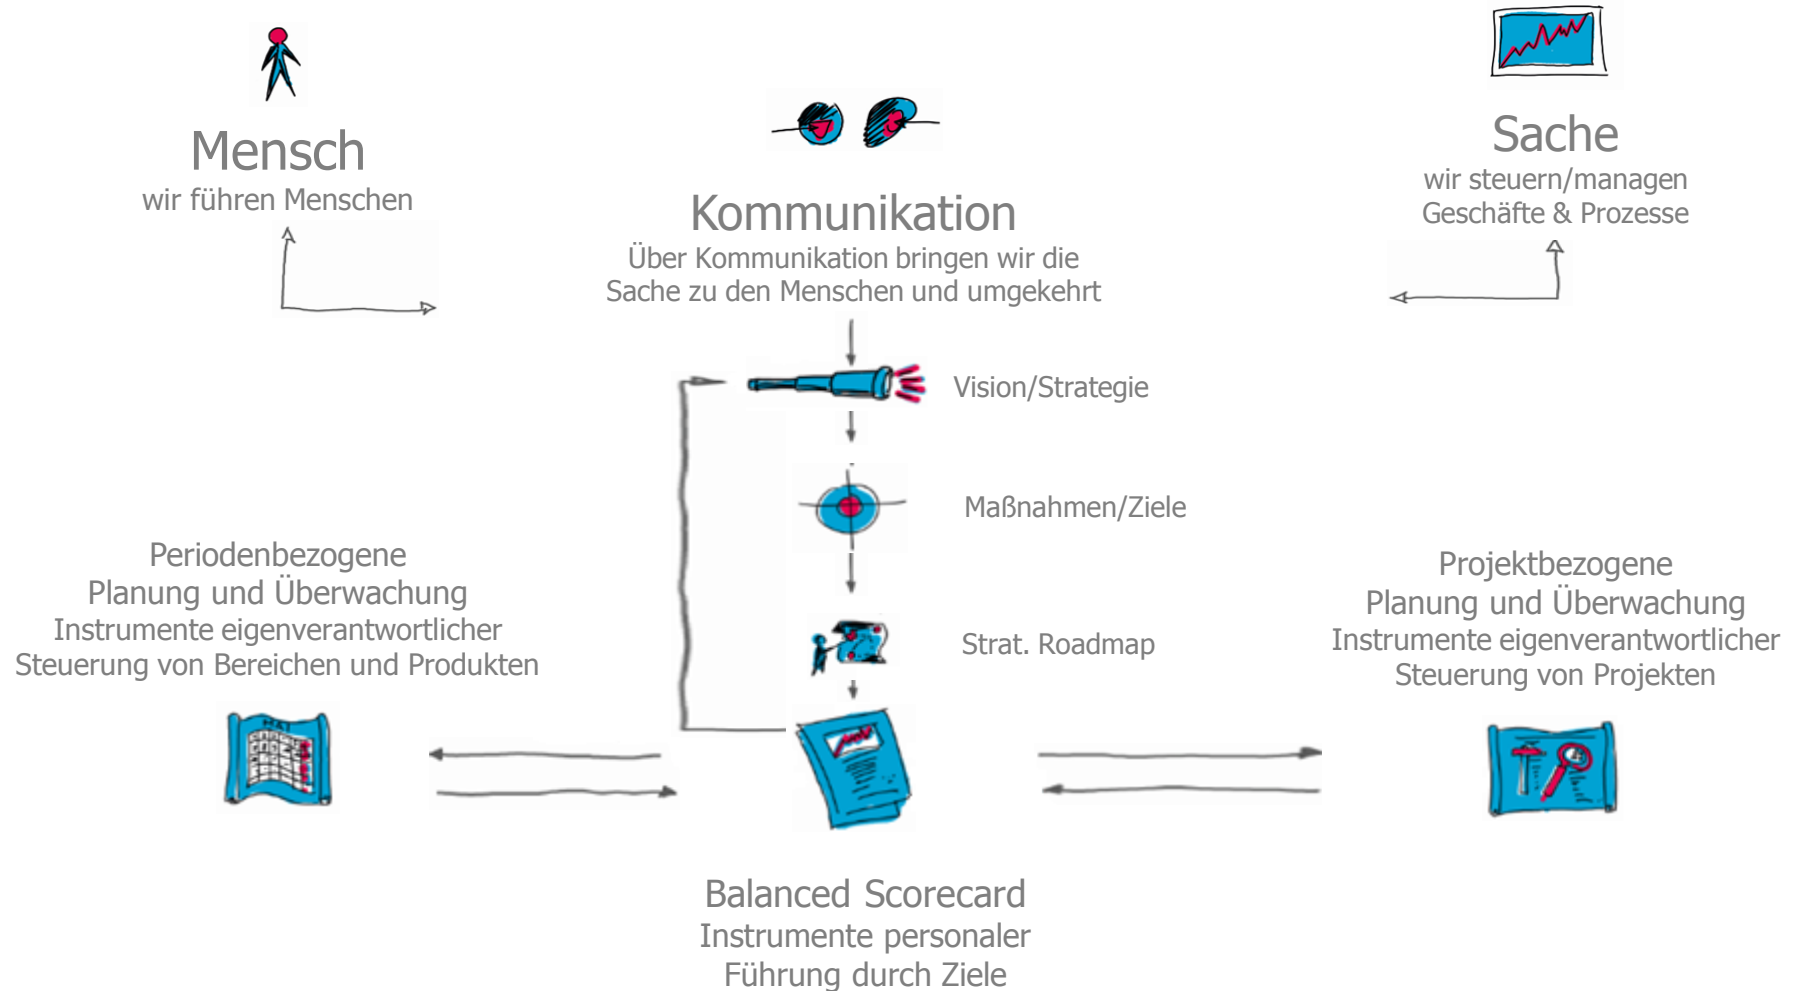 Mensch
wir führen Menschen
Kommunikation
Über Kommunikation bringen wir die
Sache zu den Menschen und umgekehrt
Sache
wir steuern/managen
Geschäfte & Prozesse
Vision/Strategie
Maßnahmen/Ziele
Strat. Roadmap
Periodenbezogene
Planung und Überwachung
Instrumente eigenverantwortlicher
Steuerung von Bereichen und Produkten
MAI
Projektbezogene
Planung und Überwachung
Instrumente eigenverantwortlicher
Steuerung von Projekten
Balanced Scorecard
Instrumente personaler
Führung durch Ziele